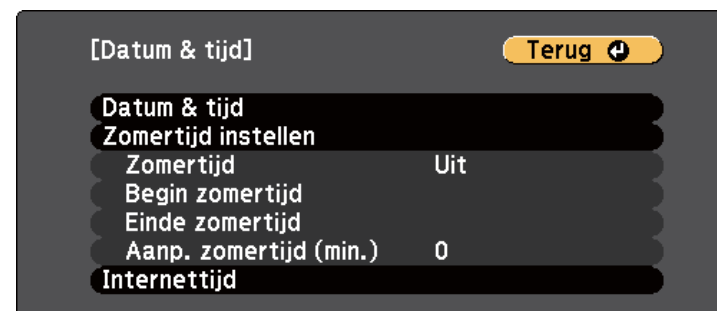 [Datum & tijd] Terug
Datum & tijd
Zomertijd instellen
Zomertijd Uit
Begin zomertijd
Einde zomertijd
Aanp. zomertijd (min.) 0
Internettijd